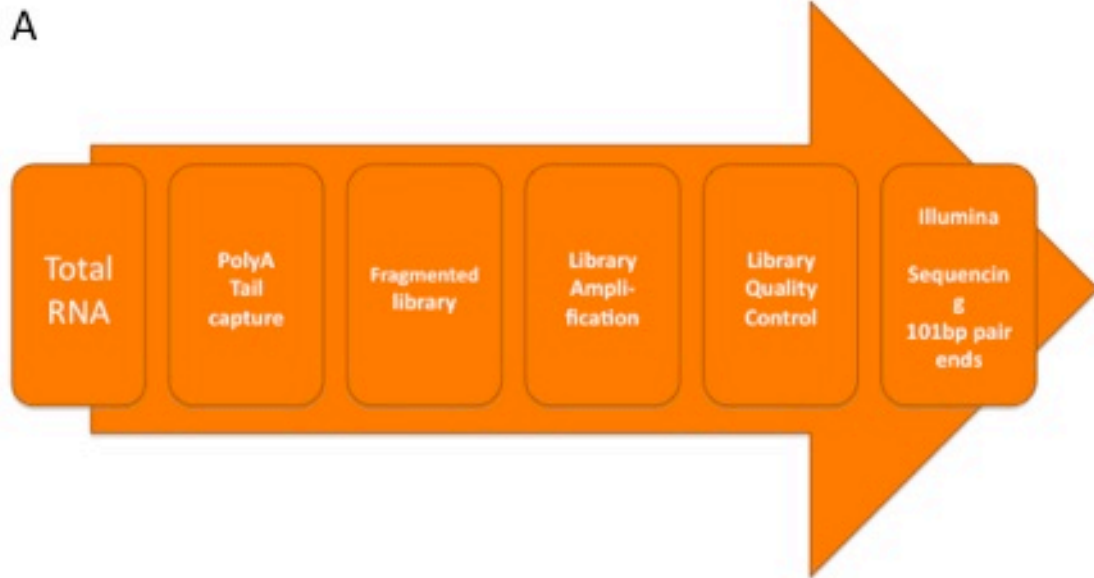 A
Total
RNA
PolyA
Tail
capture
Fragmented
library
Library
Ampli-
fication
Library
Quality
Control
Illumina
Sequencin
g
101bp pair
ends